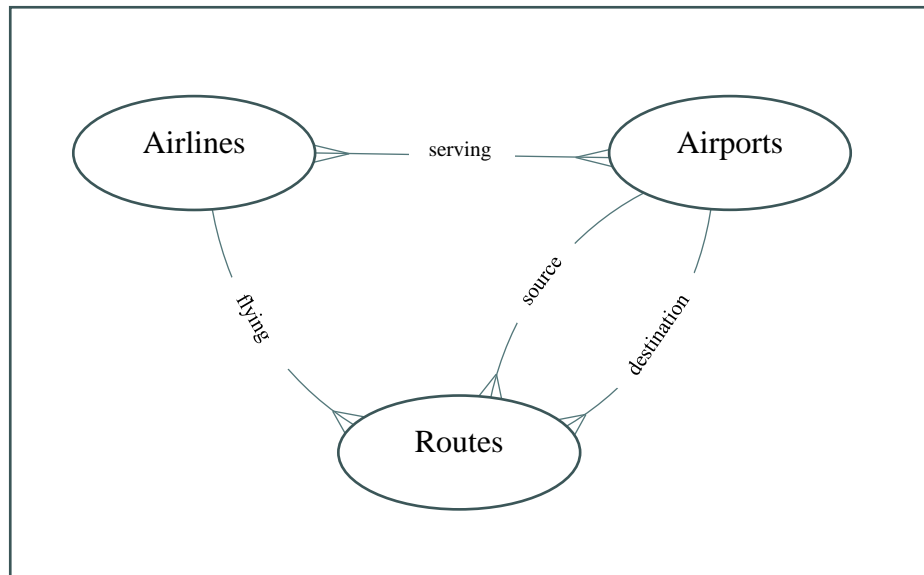 Airlines
serving
Airports
flying
source
destination
Routes